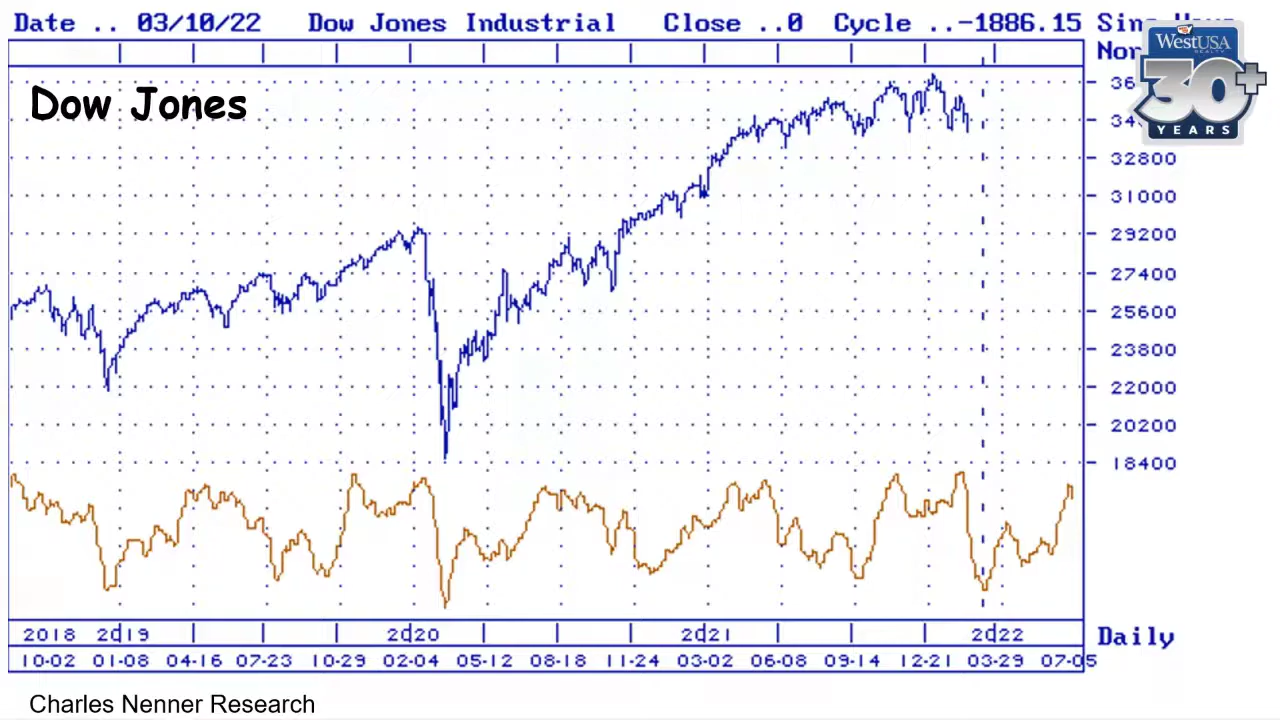 Date .. 03/10/22 Dow Jones Industrial Close ..0 Cycle ..-1886.15
WestUSA
REALTY
30+
YEARS
Dow Jones
32800
31000
29200
27400
25600
23800
22000
20200
18400
2018 2019 2020 2021 2022
Daily
10-02 01-08 04-16 07-23 10-29 02-04 05-12 08-18 11-24 03-02 06-08 09-14 12-21 03-29 07-05
Charles Nenner Research